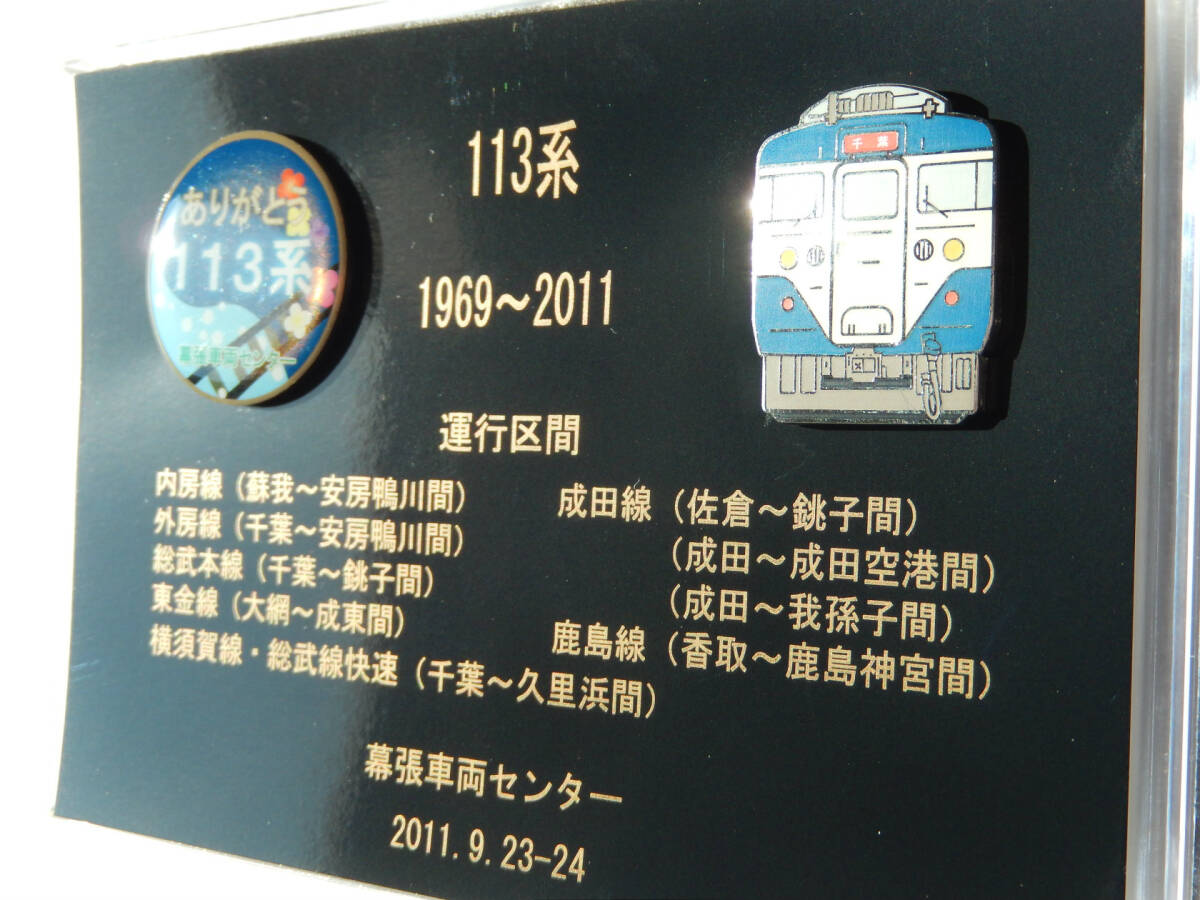 ありがとう
113系
幕張車両センター
113系
千葉
1969～2011
運行区間
内房線（蘇我～安房鴨川間）
外房線（千葉～安房鴨川間）
総武本線（千葉～銚子間）
東金線（大網～成東間）
横須賀線・総武線快速（千葉～久里浜間）
成田線（佐倉～銚子間）
（成田～成田空港間）
（成田～我孫子間）
鹿島線（香取～鹿島神宮間）
幕張車両センター
2011.9.23-24